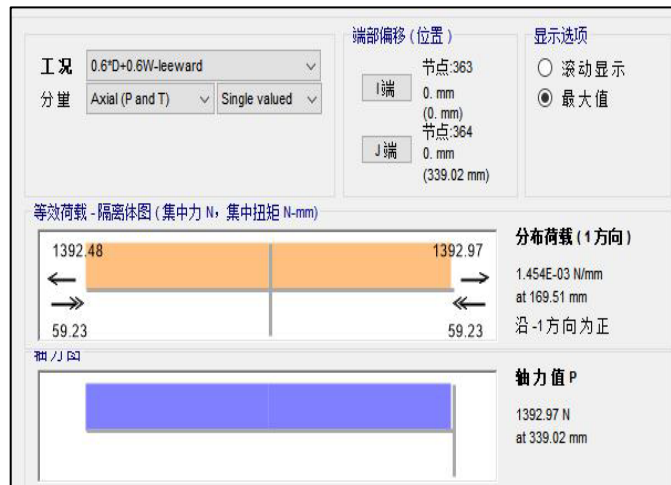 端部偏移(位置)
显示选项
工况 0.6*D+0.6W-leeward
分量 Axial (P and T) Single valued
I端
节点:363
0. mm
(0. mm)
J端
节点:364
0. mm
(339.02 mm)
滚动显示
最大值
等效荷载 -隔离体图(集中力 N，集中扭矩 N-mm)
1392.48 1392.97
59.23 59.23
分布荷载(1方向)
1.454E-03 N/mm
at 169.51 mm
沿-1方向为正
轴力图
轴力值 P
1392.97 N
at 339.02 mm